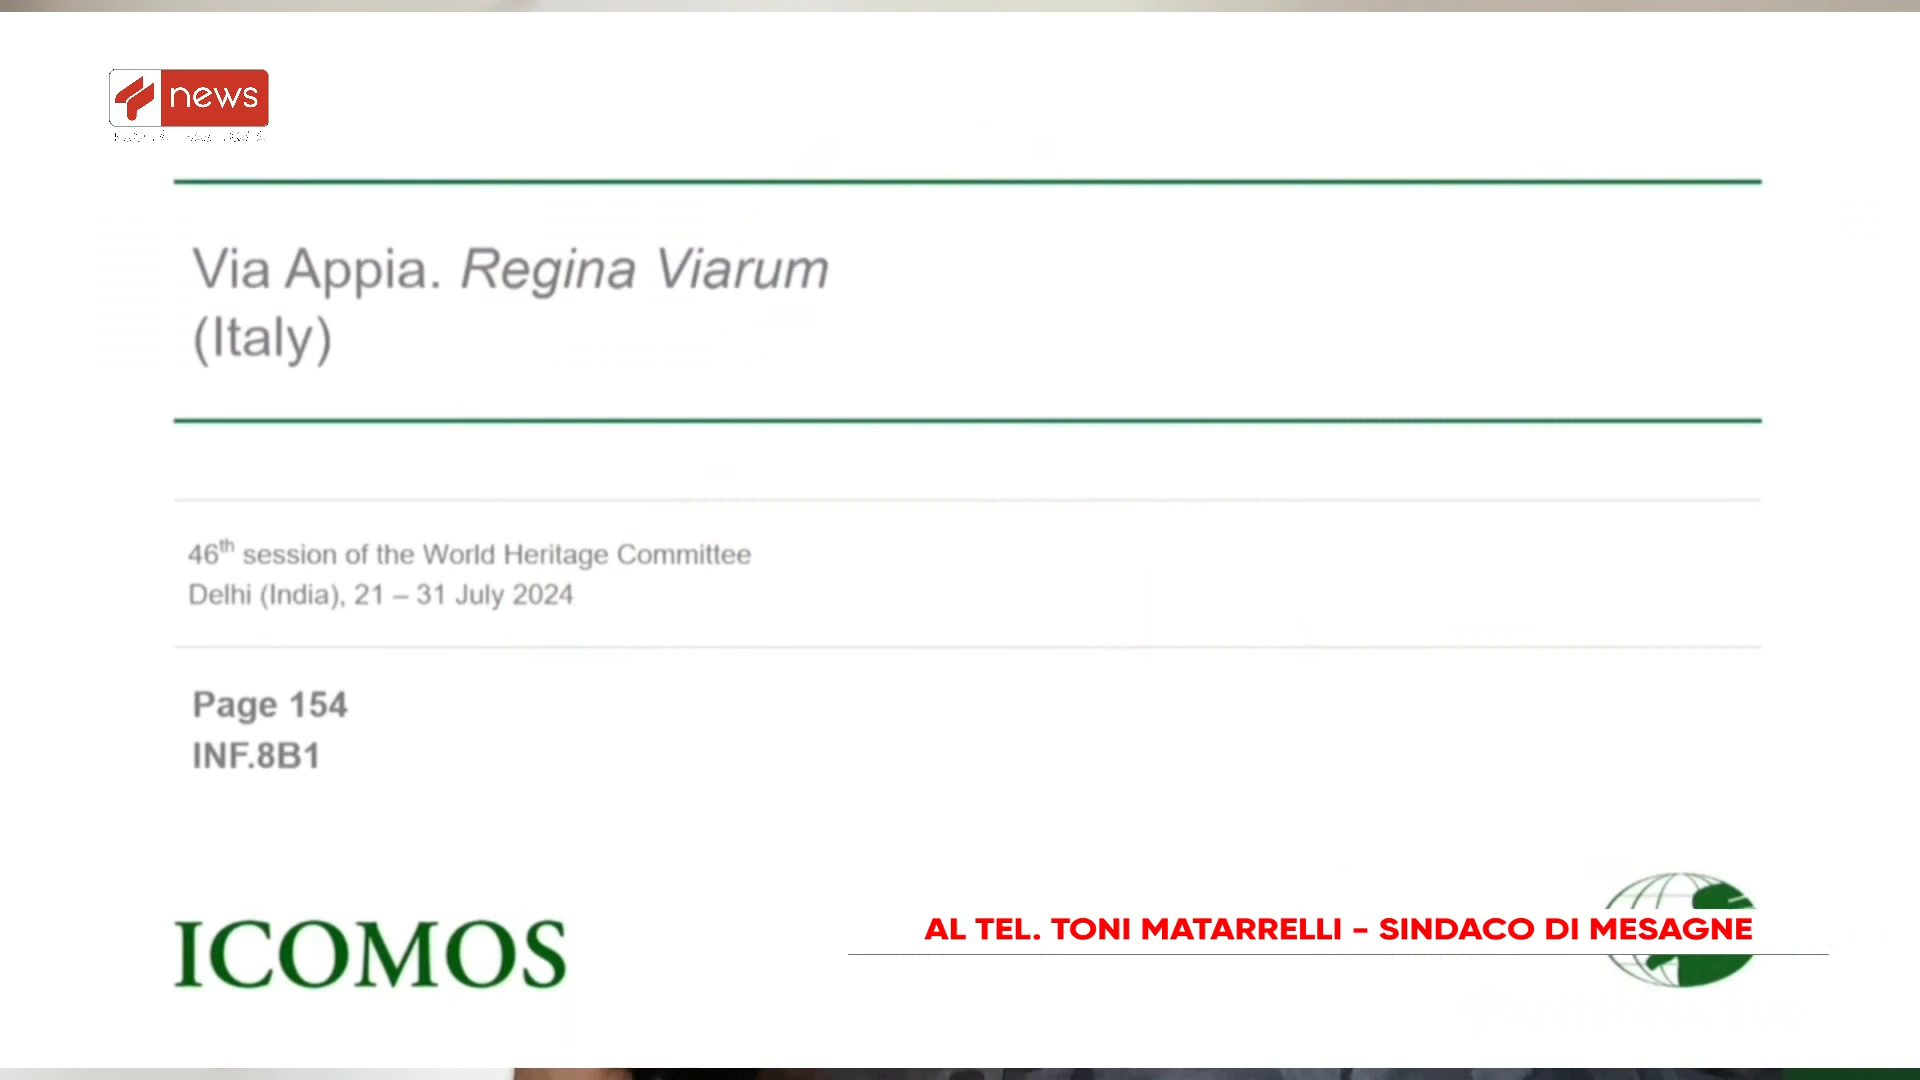 news
Via Appia. Regina Viarum
(Italy)
46th session of the World Heritage Committee
Delhi (India), 21 – 31 July 2024
Page 154
INF.8B1
ICOMOS
AL TEL. TONI MATARRELLI - SINDACO DI MESAGNE